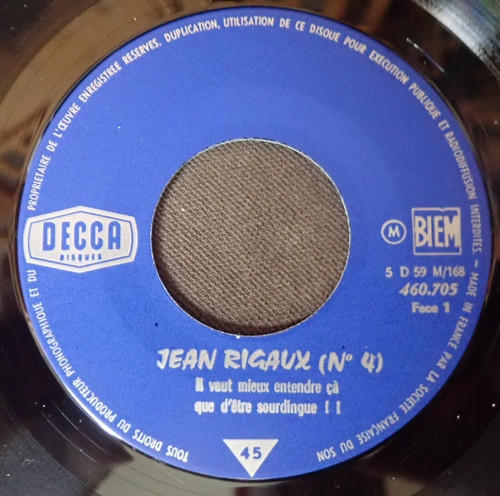 TOUS DROITS DU PRODUCTEUR PHONOGRAPHIQUE ET DU PROPRIETAIRE DE L'ŒUVRE ENREGISTREE RESERVES. DUPLICATION, UTILISATION DE CE DISQUE POUR EXECUTION PUBLIQUE ET RADIODIFFUSION INTERDITES. - MADE IN FRANCE PAR LA SOCIETE FRANÇAISE DU SON
DECCA
DISQUES
M BIEM
5 D 59 M/168
460.705
Face 1
JEAN RIGAUX (N° 4)
Il vaut mieux entendre çà
que d'être sourdingue ! !
45